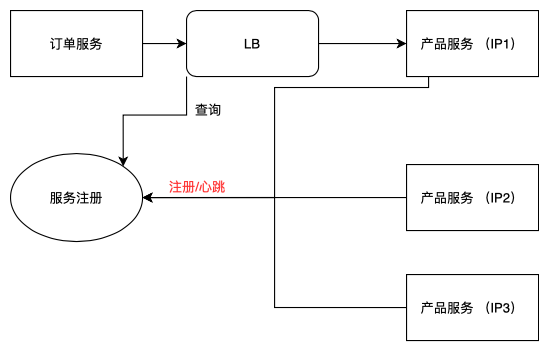 订单服务
LB
产品服务 （IP1）
查询
服务注册
注册/心跳
产品服务 （IP2）
产品服务 （IP3）